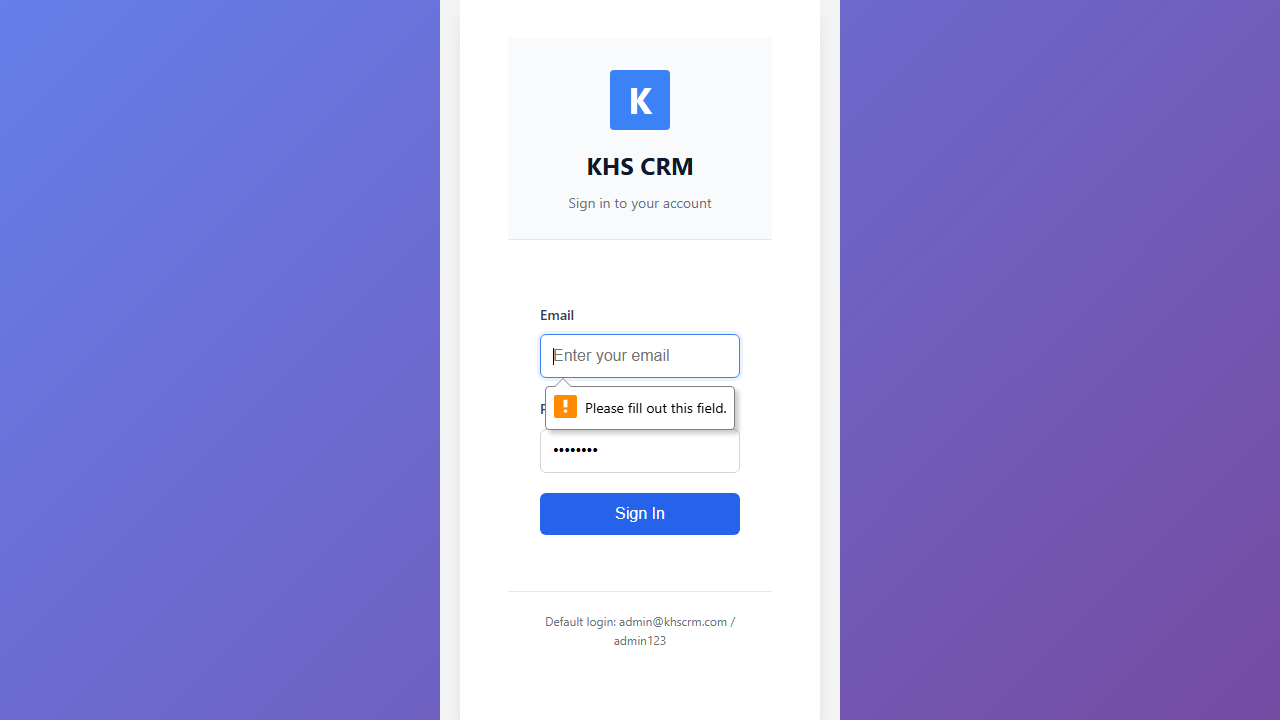 K
KHS CRM
Sign in to your account
Email
Enter your email
Please fill out this field.
••••••••
Sign In
Default login: admin@khscrm.com /
admin123